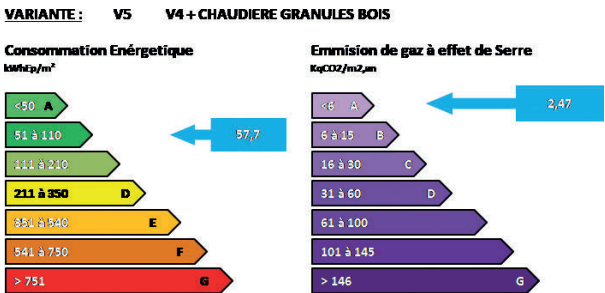 VARIANTE : V5 V4 + CHAUDIERE GRANULES BOIS
Consommation Enérgetique
kWhEp/m²
<50 A
51 à 110
57,7
111 à 210
211 à 350 D
351 à 540 E
541 à 750 F
> 751 G
Emmision de gaz à effet de Serre
KqCO2/m2,an
<6 A
2,47
6 à 15 B
16 à 30 C
31 à 60 D
61 à 100
101 à 145
> 146 G